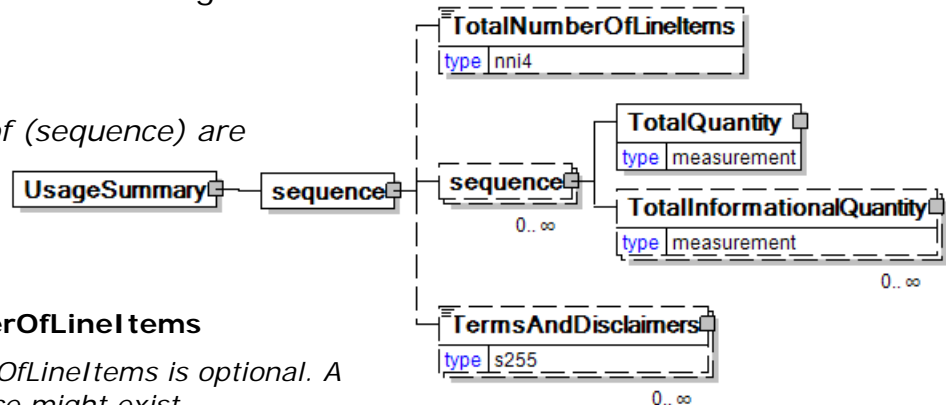 TotalNumberOfLineItems
type nni4
of (sequence) are
UsageSummary
sequence
sequence
0.. ∞
TotalQuantity
type measurement
TotalInformationalQuantity
type measurement
0.. ∞
erOfLineItems
OfLineItems is optional. A
TermsAndDisclaimers
type s255
0.. ∞